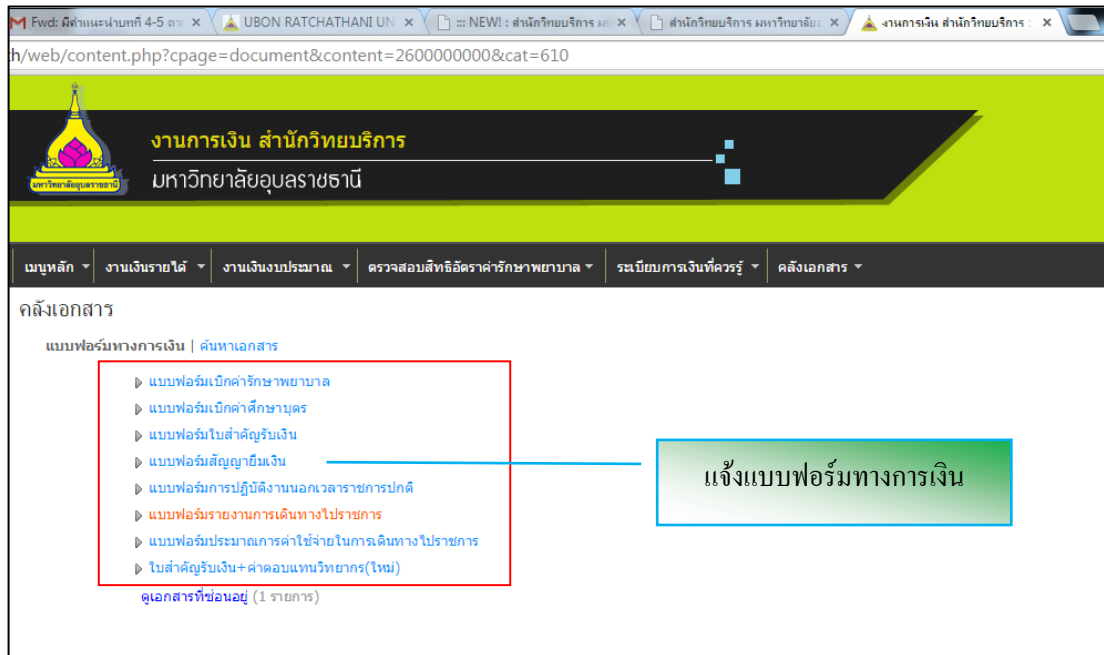 Fwd: มีคำแนะนำบทที่ 4-5 ตาม × UBON RATCHATHANI UN × ::: NEW! : สำนักวิทยบริการ มห × สำนักวิทยบริการ มหาวิทยาลัยอ × งานการเงิน สำนักวิทยบริการ : ×
h/web/content.php?cpage=document&content=2600000000&cat=610
งานการเงิน สำนักวิทยบริการ
มหาวิทยาลัยอุบลราชธานี
มหาวิทยาลัยอุบลราชธานี
เมนูหลัก งานเงินรายได้ งานเงินงบประมาณ ตรวจสอบสิทธิอัตราค่ารักษาพยาบาล ระเบียบการเงินที่ควรรู้ คลังเอกสาร
คลังเอกสาร
แบบฟอร์มทางการเงิน | ค้นหาเอกสาร
แบบฟอร์มเบิกค่ารักษาพยาบาล
แบบฟอร์มเบิกค่าศึกษาบุตร
แบบฟอร์มใบสำคัญรับเงิน
แบบฟอร์มสัญญายืมเงิน
แจ้งแบบฟอร์มทางการเงิน
แบบฟอร์มการปฏิบัติงานนอกเวลาราชการปกติ
แบบฟอร์มรายงานการเดินทางไปราชการ
แบบฟอร์มประมาณการค่าใช้จ่ายในการเดินทางไปราชการ
ใบสำคัญรับเงิน+ค่าตอบแทนวิทยากร(ใหม่)
ดูเอกสารที่ซ่อนอยู่ (1 รายการ)